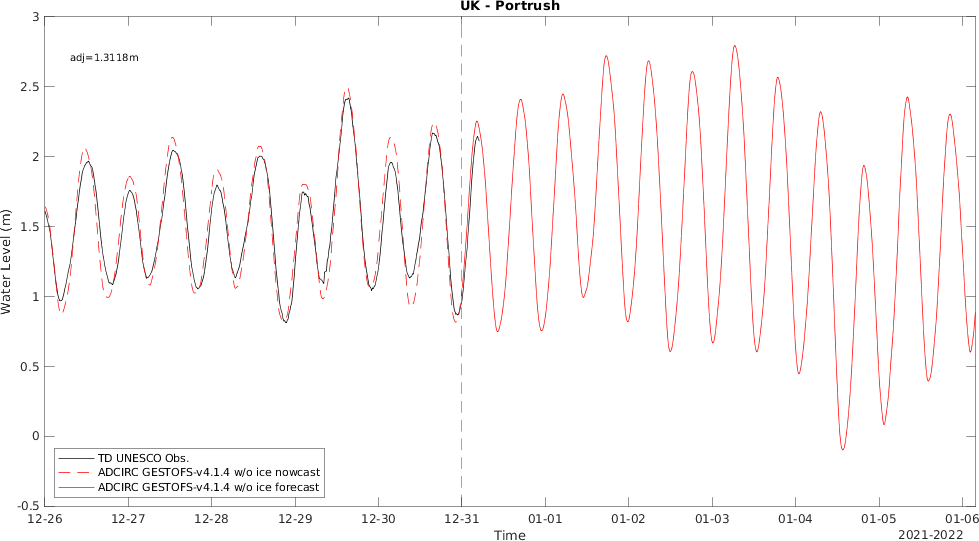 UK - Portrush
adj=1.3118m
3
2.5
2
1.5
1
0.5
0
-0.5
Water Level (m)
TD UNESCO Obs.
ADCIRC GESTOFS-v4.1.4 w/o ice nowcast
ADCIRC GESTOFS-v4.1.4 w/o ice forecast
12-26 12-27 12-28 12-29 12-30 12-31 01-01 01-02 01-03 01-04 01-05 01-06
Time
2021-2022